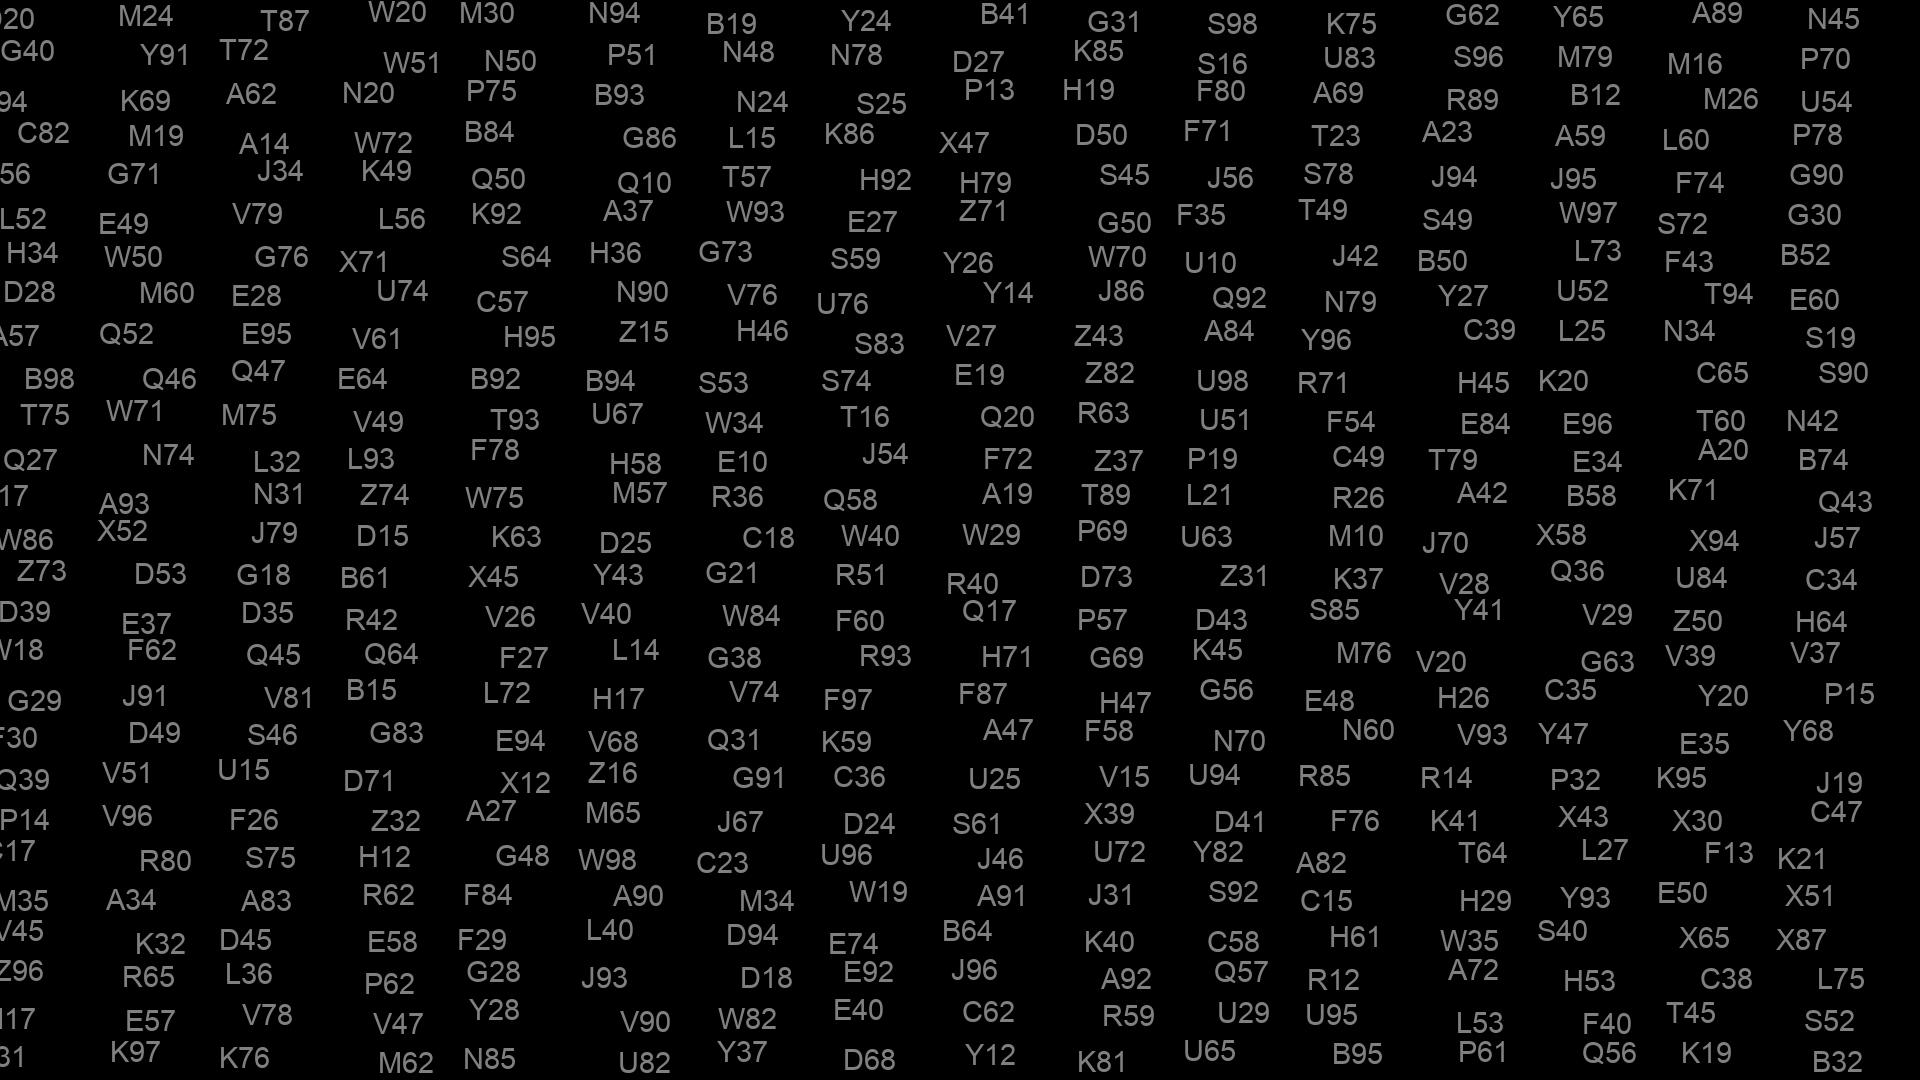 M24 T87 W20 M30 N94 B19 Y24 B41 G31 S98 K75 G62 Y65 A89 N45
G40 Y91 T72 W51 N50 P51 N48 N78 D27 K85 S16 U83 S96 M79 M16 P70
K69 A62 N20 P75 B93 N24 S25 P13 H19 F80 A69 R89 B12 M26 U54
C82 M19 A14 W72 B84 G86 L15 K86 X47 D50 F71 T23 A23 A59 L60 P78
G71 J34 K49 Q50 Q10 T57 H92 H79 S45 J56 S78 J94 J95 F74 G90
L52 E49 V79 L56 K92 A37 W93 E27 Z71 G50 F35 T49 S49 W97 S72 G30
H34 W50 G76 X71 S64 H36 G73 S59 Y26 W70 U10 J42 B50 L73 F43 B52
D28 M60 E28 U74 C57 N90 V76 U76 Y14 J86 Q92 N79 Y27 U52 T94 E60
A57 Q52 E95 V61 H95 Z15 H46 S83 V27 Z43 A84 Y96 C39 L25 N34 S19
B98 Q46 Q47 E64 B92 B94 S53 S74 E19 Z82 U98 R71 H45 K20 C65 S90
T75 W71 M75 V49 T93 U67 W34 T16 Q20 R63 U51 F54 E84 E96 T60 N42
Q27 N74 L32 L93 F78 H58 E10 J54 F72 Z37 P19 C49 T79 E34 A20 B74
17 A93 N31 Z74 W75 M57 R36 Q58 A19 T89 L21 R26 A42 B58 K71 Q43
W86 X52 J79 D15 K63 D25 C18 W40 W29 P69 U63 M10 J70 X58 X94 J57
Z73 D53 G18 B61 X45 Y43 G21 R51 R40 D73 Z31 K37 V28 Q36 U84 C34
D39 E37 D35 R42 V26 V40 W84 F60 Q17 P57 D43 S85 Y41 V29 Z50 H64
W18 F62 Q45 Q64 F27 L14 G38 R93 H71 G69 K45 M76 V20 G63 V39 V37
G29 J91 V81 B15 L72 H17 V74 F97 F87 H47 G56 E48 H26 C35 Y20 P15
F30 D49 S46 G83 E94 V68 Q31 K59 A47 F58 N70 N60 V93 Y47 E35 Y68
Q39 V51 U15 D71 X12 Z16 G91 C36 U25 V15 U94 R85 R14 P32 K95 J19
P14 V96 F26 Z32 A27 M65 J67 D24 S61 X39 D41 F76 K41 X43 X30 C47
C17 R80 S75 H12 G48 W98 C23 U96 J46 U72 Y82 A82 T64 L27 F13 K21
M35 A34 A83 R62 F84 A90 M34 W19 A91 J31 S92 C15 H29 Y93 E50 X51
V45 K32 D45 E58 F29 L40 D94 E74 B64 K40 C58 H61 W35 S40 X65 X87
Z96 R65 L36 P62 G28 J93 D18 E92 J96 A92 Q57 R12 A72 H53 C38 L75
E57 V78 V47 Y28 V90 W82 E40 C62 R59 U29 U95 L53 F40 T45 S52
31 K97 K76 M62 N85 U82 Y37 D68 Y12 K81 U65 B95 P61 Q56 K19 B32